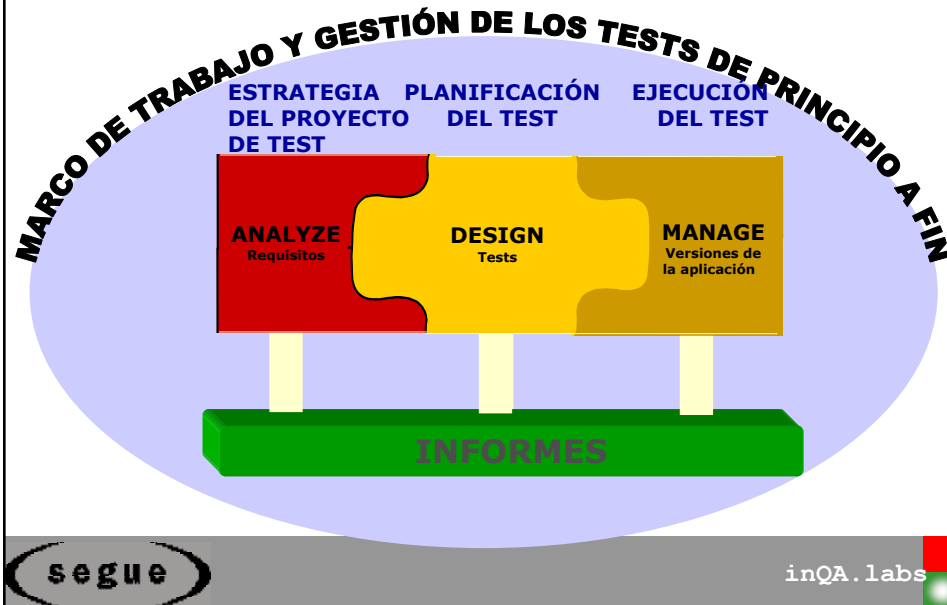 MARCO DE TRABAJO Y GESTIÓN DE LOS TESTS DE PRINCIPIO A FIN
ESTRATEGIA
DEL PROYECTO
DE TEST
PLANIFICACIÓN
DEL TEST
EJECUCIÓN
DEL TEST
ANALYZE
Requisitos
DESIGN
Tests
MANAGE
Versiones de
la aplicación
INFORMES
segue
inQA.labs